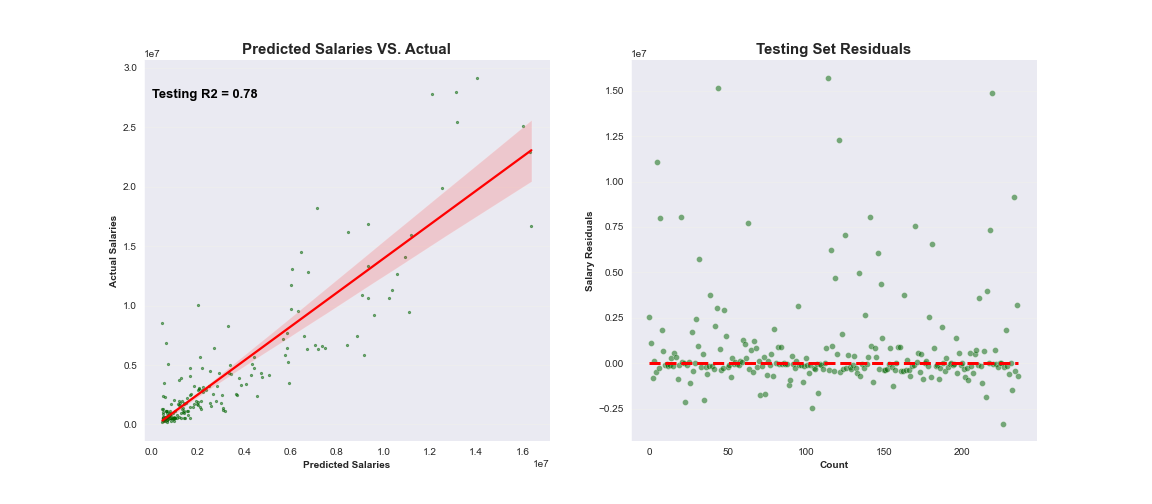 Predicted Salaries VS. Actual
1e7
Testing R2 = 0.78
3.0
2.5
2.0
1.5
1.0
0.5
0.0
Actual Salaries
0.0 0.2 0.4 0.6 0.8 1.0 1.2 1.4 1.6
1e7
Predicted Salaries
Testing Set Residuals
1e7
1.50
1.25
1.00
0.75
0.50
0.25
0.00
−0.25
Salary Residuals
0 50 100 150 200
Count